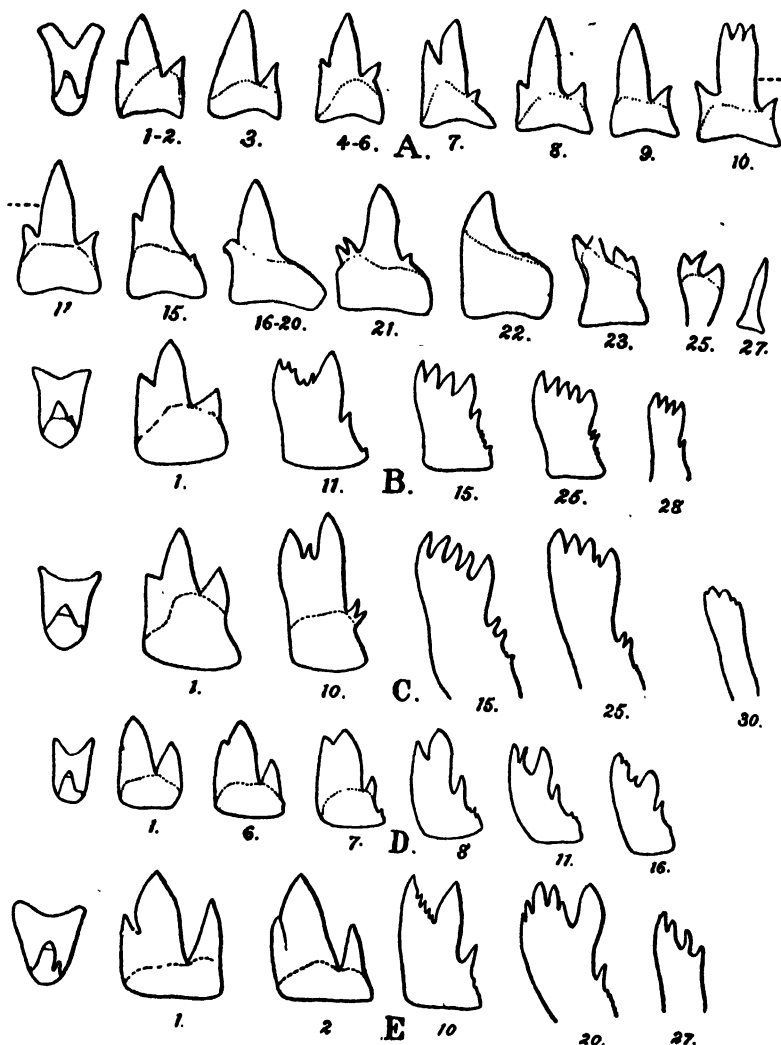 1-2. 3. 4-6. A. 7. 8. 9. 10.
11 15. 16-20. 21. 22. 23. 25. 27.
1. 11. B. 15. 26. 28
1. 10. C. 15. 25. 30.
1. 6. 7. D. 8 11. 16.
1. 2 E 10 20. 27.